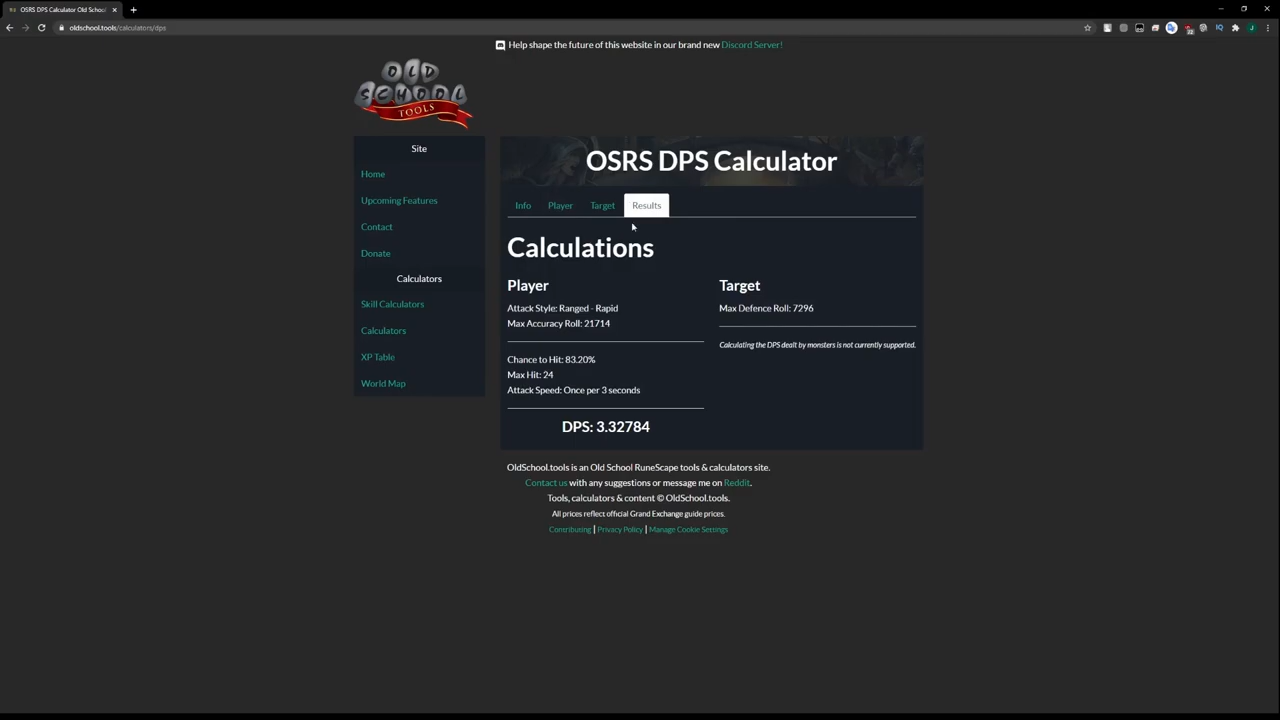 OSRS DPS Calculator Old School
oldschool.tools/calculators/dps
Help shape the future of this website in our brand new Discord Server!
OLD
SCHOOL
TOOLS
Site
Home
Upcoming Features
Contact
Donate
Calculators
Skill Calculators
Calculators
XP Table
World Map
OSRS DPS Calculator
Info
Player
Target
Results
Calculations
Player
Attack Style: Ranged - Rapid
Max Accuracy Roll: 21714
Chance to Hit: 83.20%
Max Hit: 24
Attack Speed: Once per 3 seconds
DPS: 3.32784
Target
Max Defence Roll: 7296
Calculating the DPS dealt by monsters is not currently supported.
OldSchool.tools is an Old School RuneScape tools & calculators site.
Contact us with any suggestions or message me on Reddit.
Tools, calculators & content © OldSchool.tools.
All prices reflect official Grand Exchange guide prices.
Contributing | Privacy Policy | Manage Cookie Settings